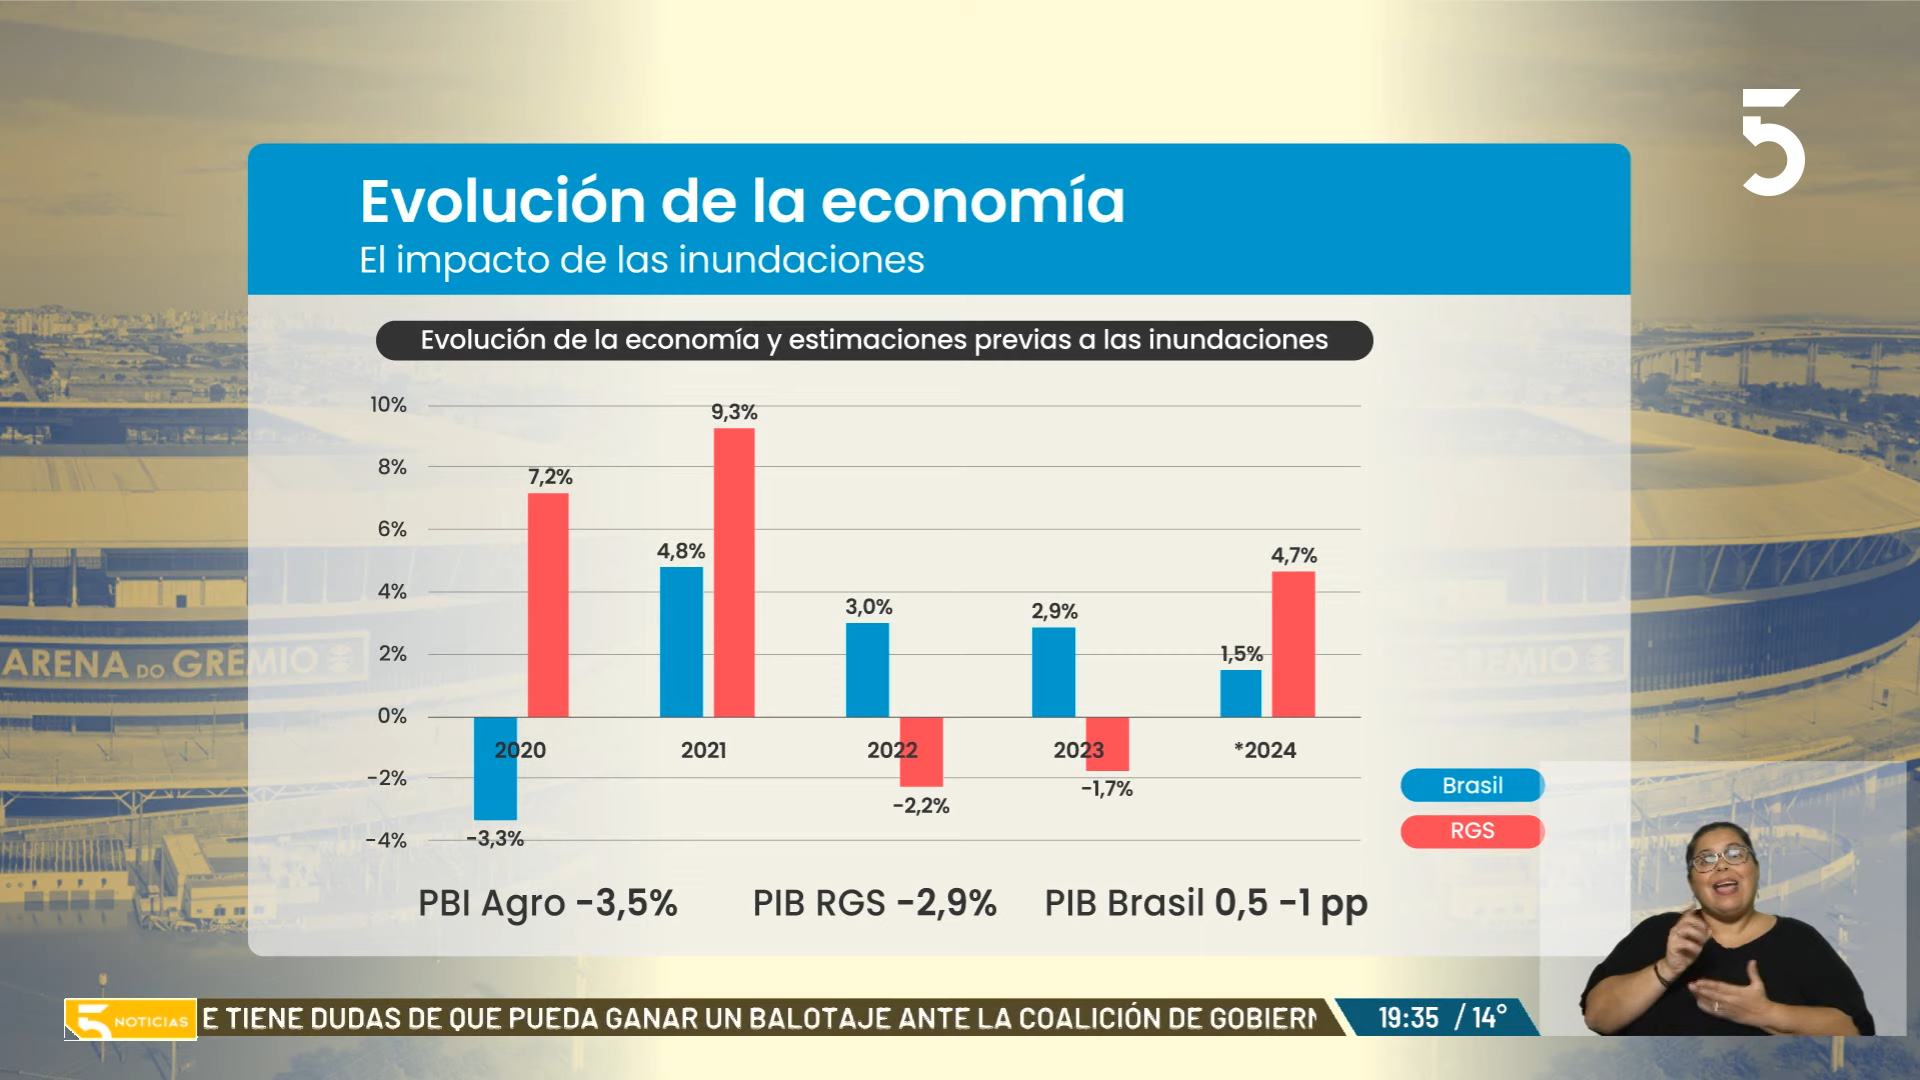 5
Evolución de la economía
El impacto de las inundaciones
Evolución de la economía y estimaciones previas a las inundaciones
10%
8%
6%
4%
2%
0%
-2%
-4%
7,2%
9,3%
4,8%
3,0%
2,9%
1,5%
4,7%
2020
2021
2022
2023
*2024
-3,3%
-2,2%
-1,7%
Brasil
RGS
PBI Agro -3,5%
PIB RGS -2,9%
PIB Brasil 0,5 -1 pp
ARENA DO GRÊMIO
5 NOTICIAS
E TIENE DUDAS DE QUE PUEDA GANAR UN BALOTAJE ANTE LA COALICIÓN DE GOBIERN
19:35 / 14°